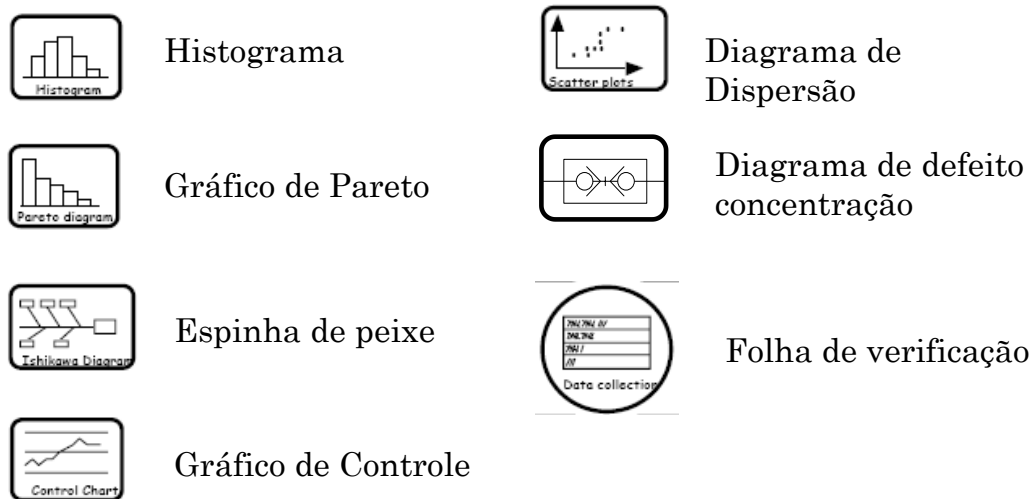 Histogram
Histograma
Pareto diagram
Gráfico de Pareto
Ishikawa Diagram
Espinha de peixe
Control Chart
Gráfico de Controle
Scatter plots
Diagrama de
Dispersão
Diagrama de defeito
concentração
Data collection
Folha de verificação